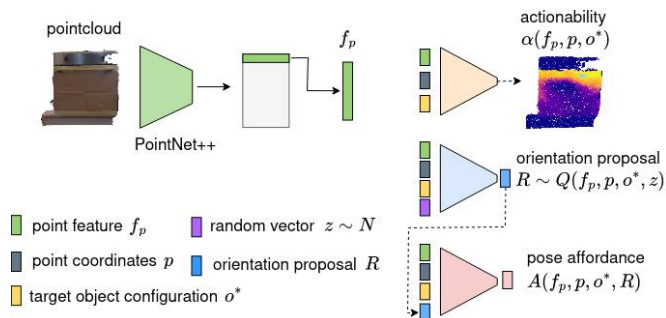 pointcloud
PointNet++
f_p
actionability
α(f_p, p, o*)
orientation proposal
R ∼ Q(f_p, p, o*, z)
pose affordance
A(f_p, p, o*, R)
point feature f_p
point coordinates p
target object configuration o*
random vector z ∼ N
orientation proposal R